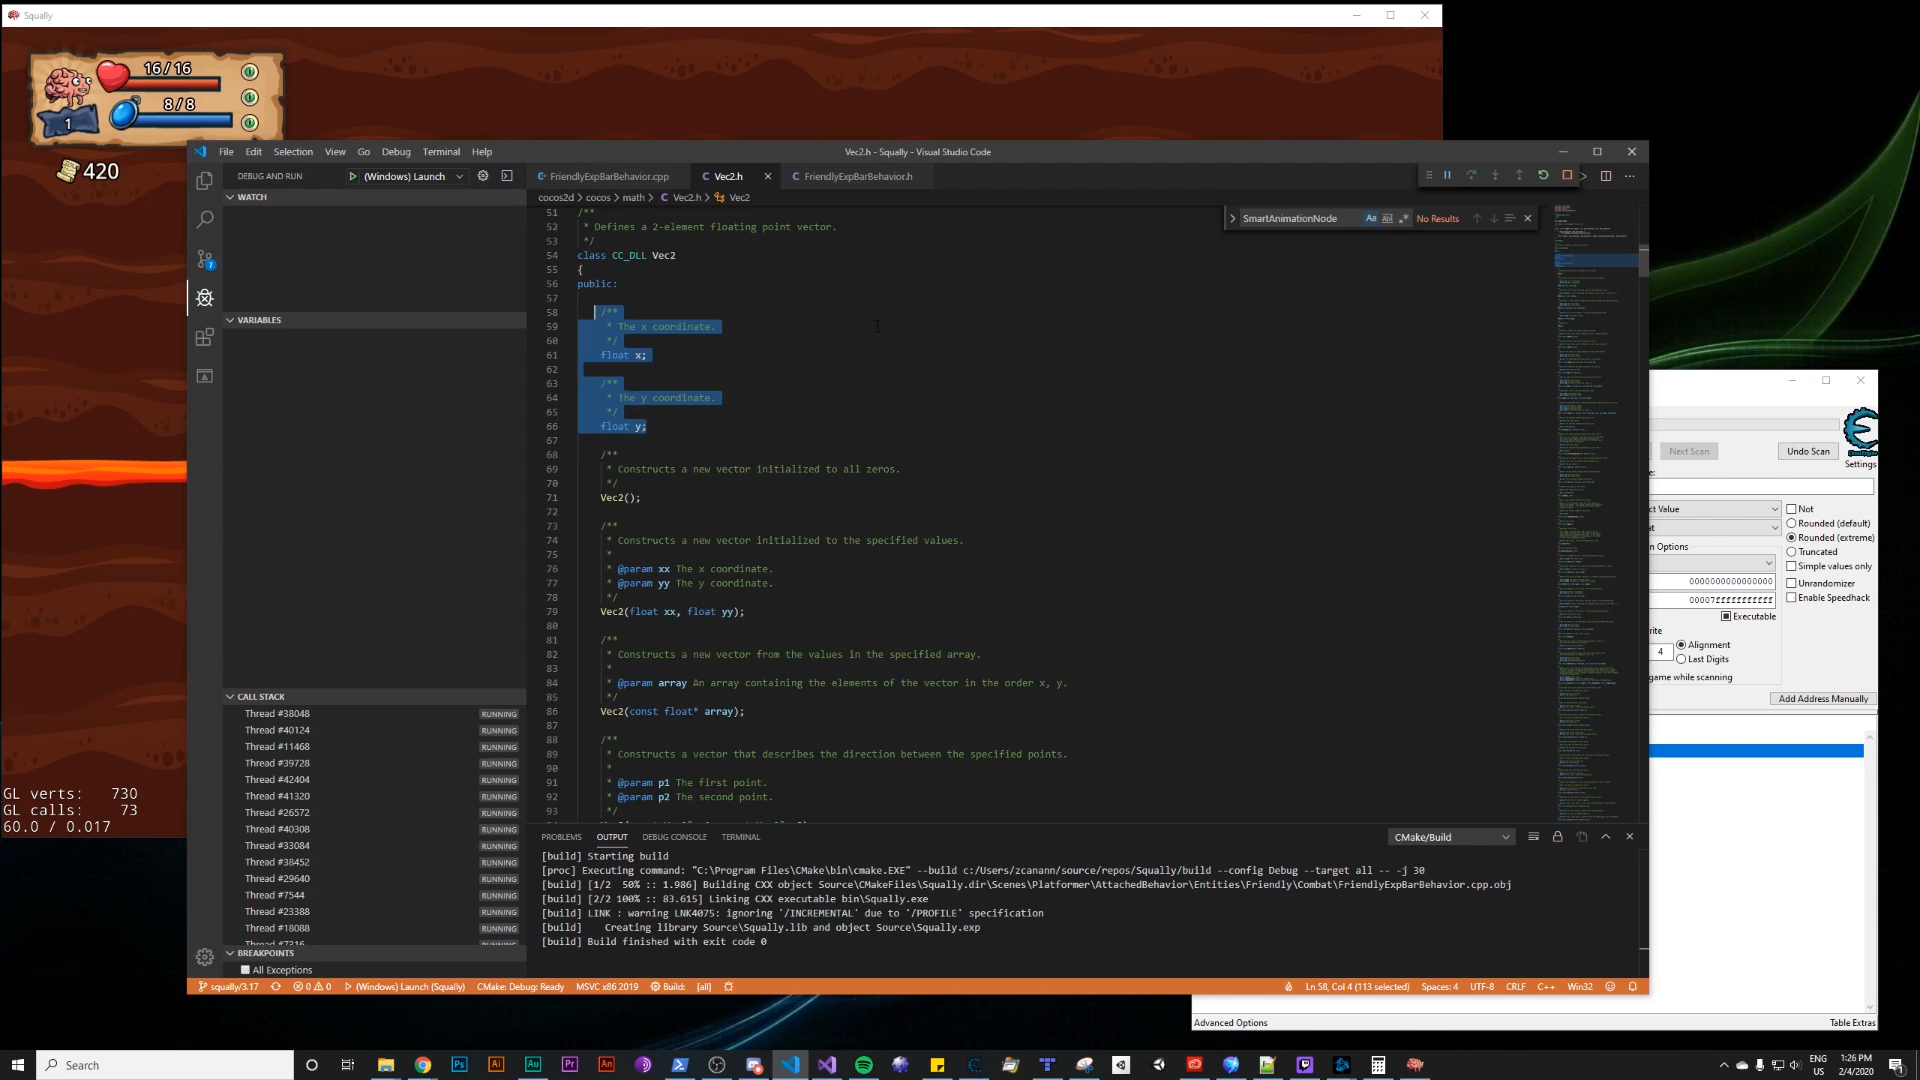 Squally
16/16
8/8
1
420
File Edit Selection View Go Debug Terminal Help
Vec2.h - Squally - Visual Studio Code
DEBUG AND RUN
(Windows) Launch
FriendlyExpBarBehavior.cpp
Vec2.h
FriendlyExpBarBehavior.h
WATCH
cocos2d > cocos > math > Vec2.h > Vec2
SmartAnimationNode
Aa
No Results
51 /**
52 * Defines a 2-element floating point vector.
53 */
54 class CC_DLL Vec2
55 {
56 public:
57
58 /**
59 * The x coordinate.
60 */
61 float x;
62
63 /**
64 * The y coordinate.
65 */
66 float y;
67
68 /**
69 * Constructs a new vector initialized to all zeros.
70 */
71 Vec2();
72
73 /**
74 * Constructs a new vector initialized to the specified values.
75 *
76 * @param xx The x coordinate.
77 * @param yy The y coordinate.
78 */
79 Vec2(float xx, float yy);
80
81 /**
82 * Constructs a new vector from the values in the specified array.
83 *
84 * @param array An array containing the elements of the vector in the order x, y.
85 */
86 Vec2(const float* array);
87
88 /**
89 * Constructs a vector that describes the direction between the specified points.
90 *
91 * @param p1 The first point.
92 * @param p2 The second point.
93 */
VARIABLES
CALL STACK
Thread #38048 RUNNING
Thread #40124 RUNNING
Thread #11468 RUNNING
Thread #39728 RUNNING
Thread #42404 RUNNING
Thread #41320 RUNNING
Thread #26572 RUNNING
Thread #40308 RUNNING
Thread #33084 RUNNING
Thread #38452 RUNNING
Thread #29640 RUNNING
Thread #7544 RUNNING
Thread #23388 RUNNING
Thread #18088 RUNNING
Thread #7316 RUNNING
BREAKPOINTS
All Exceptions
GL verts: 730
GL calls: 73
60.0 / 0.017
PROBLEMS OUTPUT DEBUG CONSOLE TERMINAL
CMake/Build
[build] Starting build
[proc] Executing command: "C:\Program Files\CMake\bin\cmake.EXE" --build c:/Users/zcanann/source/repos/Squally/build --config Debug --target all -- -j 30
[build] [1/2 50% :: 1.986] Building CXX object Source\CMakeFiles\Squally.dir\Scenes\Platformer\AttachedBehavior\Entities\Friendly\Combat\FriendlyExpBarBehavior.cpp.obj
[build] [2/2 100% :: 83.615] Linking CXX executable bin\Squally.exe
[build] LINK : warning LNK4075: ignoring '/INCREMENTAL' due to '/PROFILE' specification
[build] Creating library Source\Squally.lib and object Source\Squally.exp
[build] Build finished with exit code 0
squally/3.17
0 0
(Windows) Launch (Squally)
CMake: Debug: Ready
MSVC x86 2019
Build: [all]
Ln 58, Col 4 (113 selected) Spaces: 4 UTF-8 CRLF C++ Win32
Next Scan
Undo Scan
Settings
ct Value
Not
Rounded (default)
Rounded (extreme)
Truncated
Simple values only
n Options
0000000000000000
00007fffffffffff
Unrandomizer
Enable Speedhack
Executable
rite
4
Alignment
Last Digits
game while scanning
Add Address Manually
Advanced Options
Table Extras
Search
Ps Ai Au Pr An
ENG
US
1:26 PM
2/4/2020